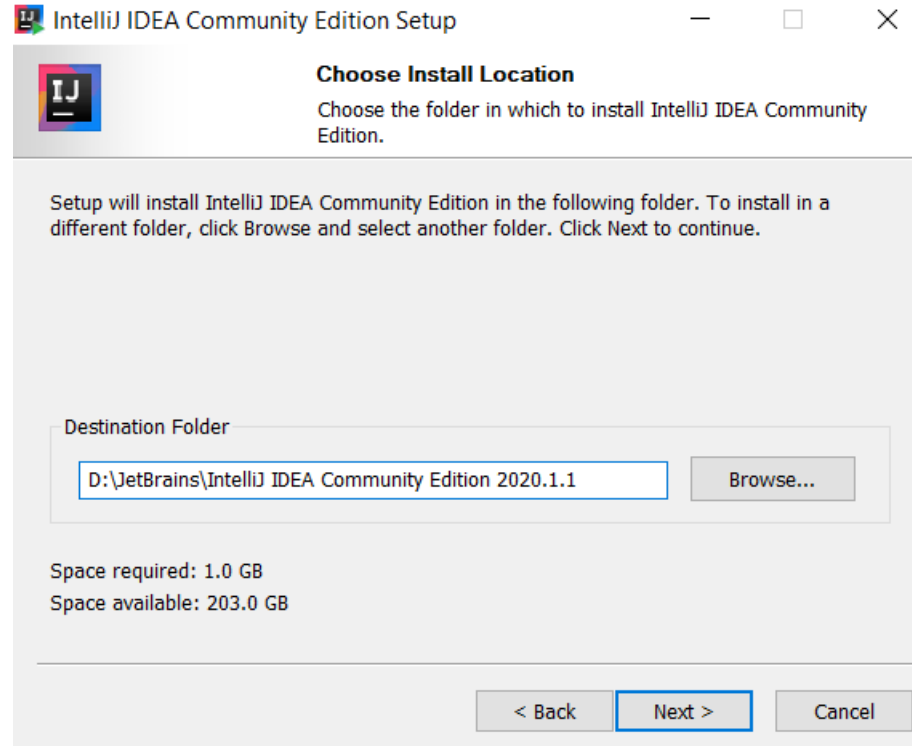 IntelliJ IDEA Community Edition Setup
IJ
Choose Install Location
Choose the folder in which to install IntelliJ IDEA Community
Edition.
Setup will install IntelliJ IDEA Community Edition in the following folder. To install in a
different folder, click Browse and select another folder. Click Next to continue.
Destination Folder
D:\JetBrains\IntelliJ IDEA Community Edition 2020.1.1
Browse...
Space required: 1.0 GB
Space available: 203.0 GB
< Back
Next >
Cancel